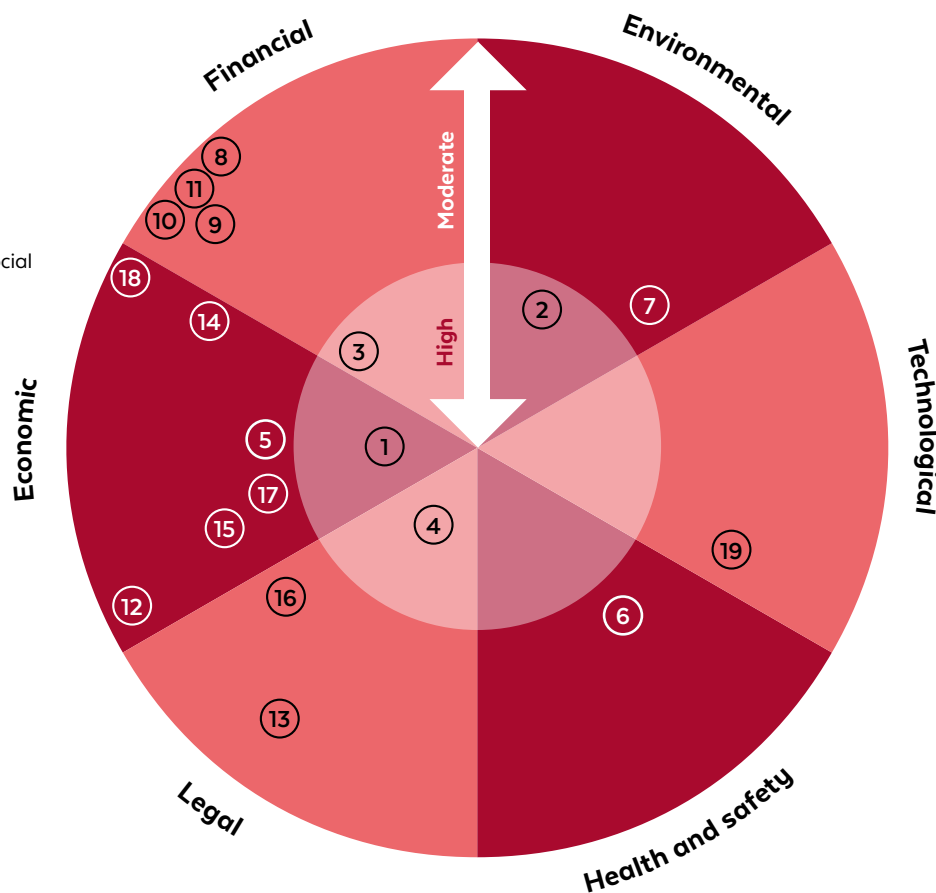 Financial
Environmental
Moderate
8
11
10
9
cial
18
14
7
2
High
3
Technological
Economic
5
1
17
15
4
19
12
16
6
13
Legal
Health and safety